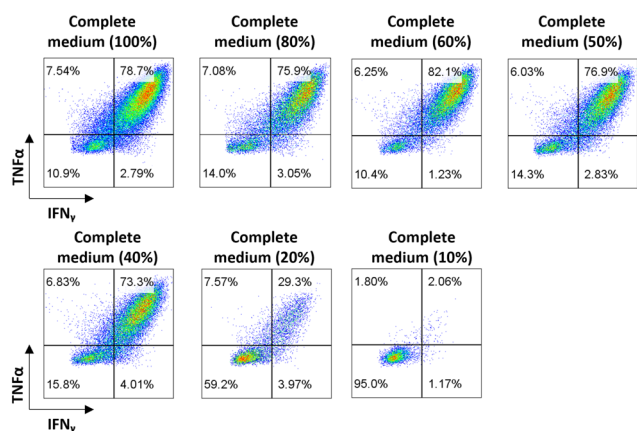 Complete
medium (100%)
Complete
medium (80%)
Complete
medium (60%)
Complete
medium (50%)
7.54% 78.7%
7.08% 75.9%
6.25% 82.1%
6.03% 76.9%
TNFα
10.9% 2.79%
14.0% 3.05%
10.4% 1.23%
14.3% 2.83%
IFNγ
Complete
medium (40%)
Complete
medium (20%)
Complete
medium (10%)
6.83% 73.3%
7.57% 29.3%
1.80% 2.06%
TNFα
15.8% 4.01%
59.2% 3.97%
95.0% 1.17%
IFNγ